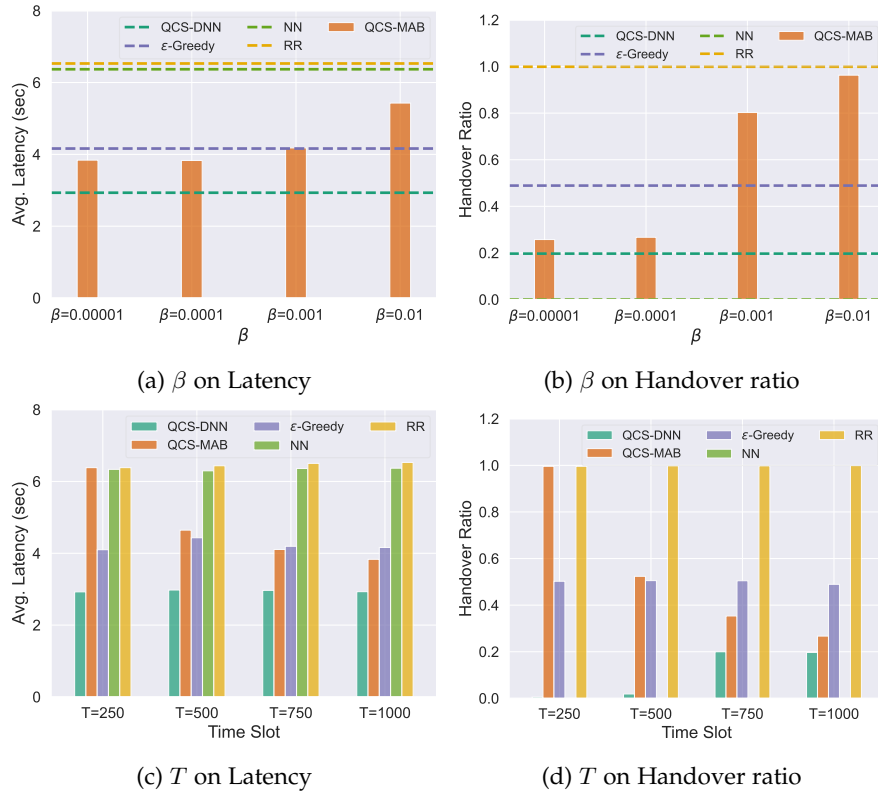 QCS-DNN NN QCS-MAB
ε-Greedy RR
Avg. Latency (sec)
8
6
4
2
0
β=0.00001 β=0.0001 β=0.001 β=0.01
β
(a) β on Latency
QCS-DNN NN QCS-MAB
ε-Greedy RR
Handover Ratio
1.2
1.0
0.8
0.6
0.4
0.2
0.0
β=0.00001 β=0.0001 β=0.001 β=0.01
β
(b) β on Handover ratio
QCS-DNN ε-Greedy RR
QCS-MAB NN
Avg. Latency (sec)
8
6
4
2
0
T=250 T=500 T=750 T=1000
Time Slot
(c) T on Latency
QCS-DNN ε-Greedy RR
QCS-MAB NN
Handover Ratio
1.2
1.0
0.8
0.6
0.4
0.2
0.0
T=250 T=500 T=750 T=1000
Time Slot
(d) T on Handover ratio